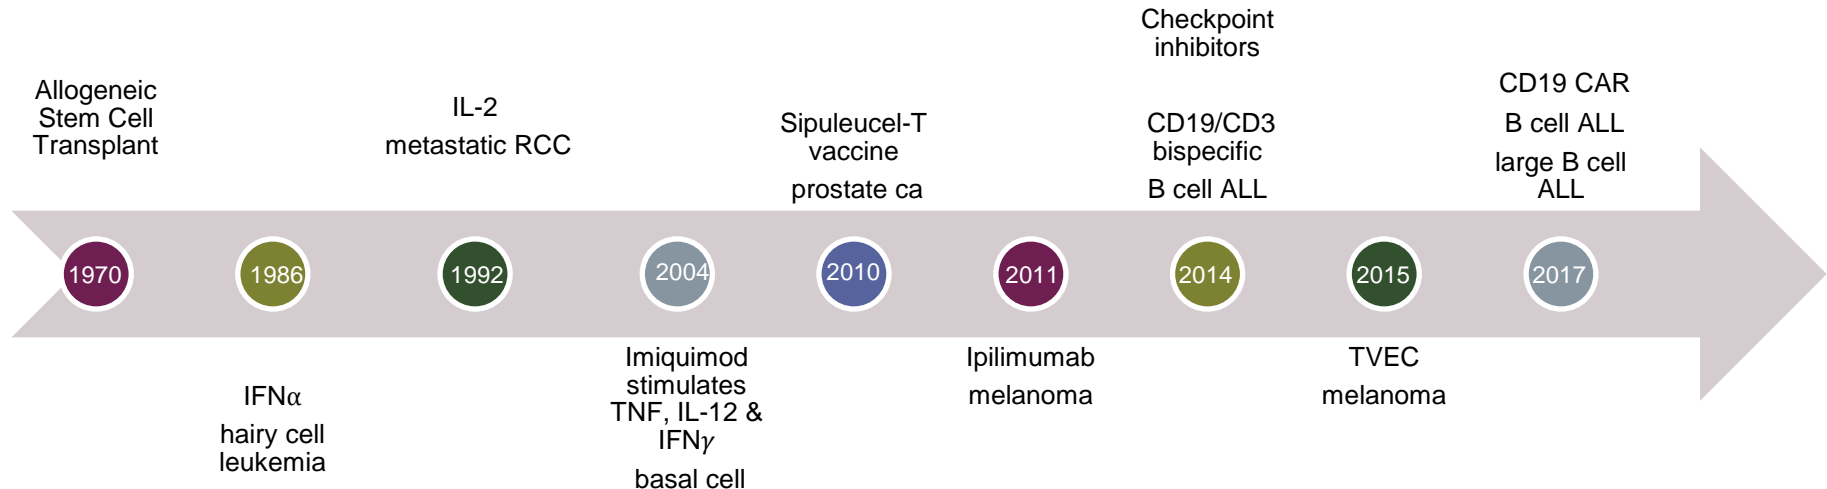 Allogeneic
Stem Cell
Transplant
1970
1986
IFNα
hairy cell
leukemia
IL-2
metastatic RCC
1992
2004
Imiquimod
stimulates
TNF, IL-12 &
IFNγ
basal cell
Sipuleucel-T
vaccine
prostate ca
2010
2011
Ipilimumab
melanoma
Checkpoint
inhibitors
CD19/CD3
bispecific
B cell ALL
2014
2015
TVEC
melanoma
CD19 CAR
B cell ALL
large B cell
ALL
2017